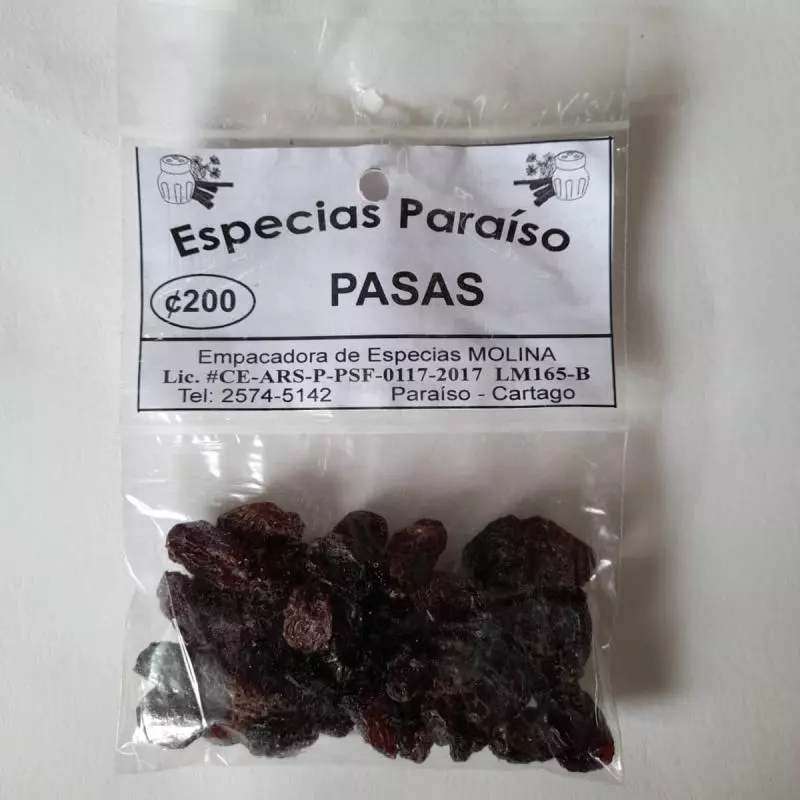 Especias Paraíso
PASAS
¢200
Empacadora de Especias MOLINA
Lic. #CE-ARS-P-PSF-0117-2017 LM165-B
Tel: 2574-5142 Paraíso - Cartago